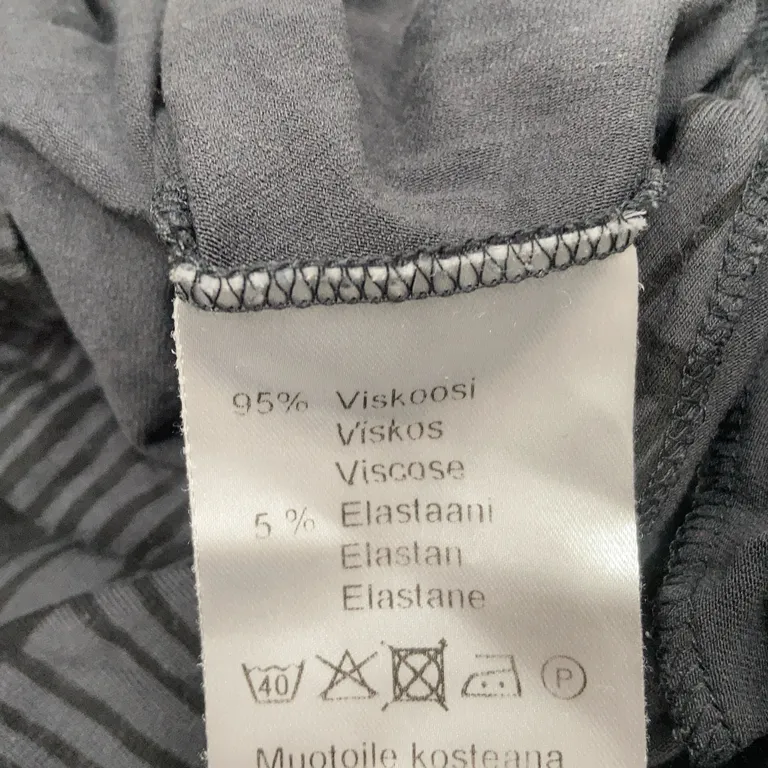 95% Viskoosi
Viskos
Viscose
5 % Elastaani
Elastan
Elastane
40 P
Muotoile kosteana